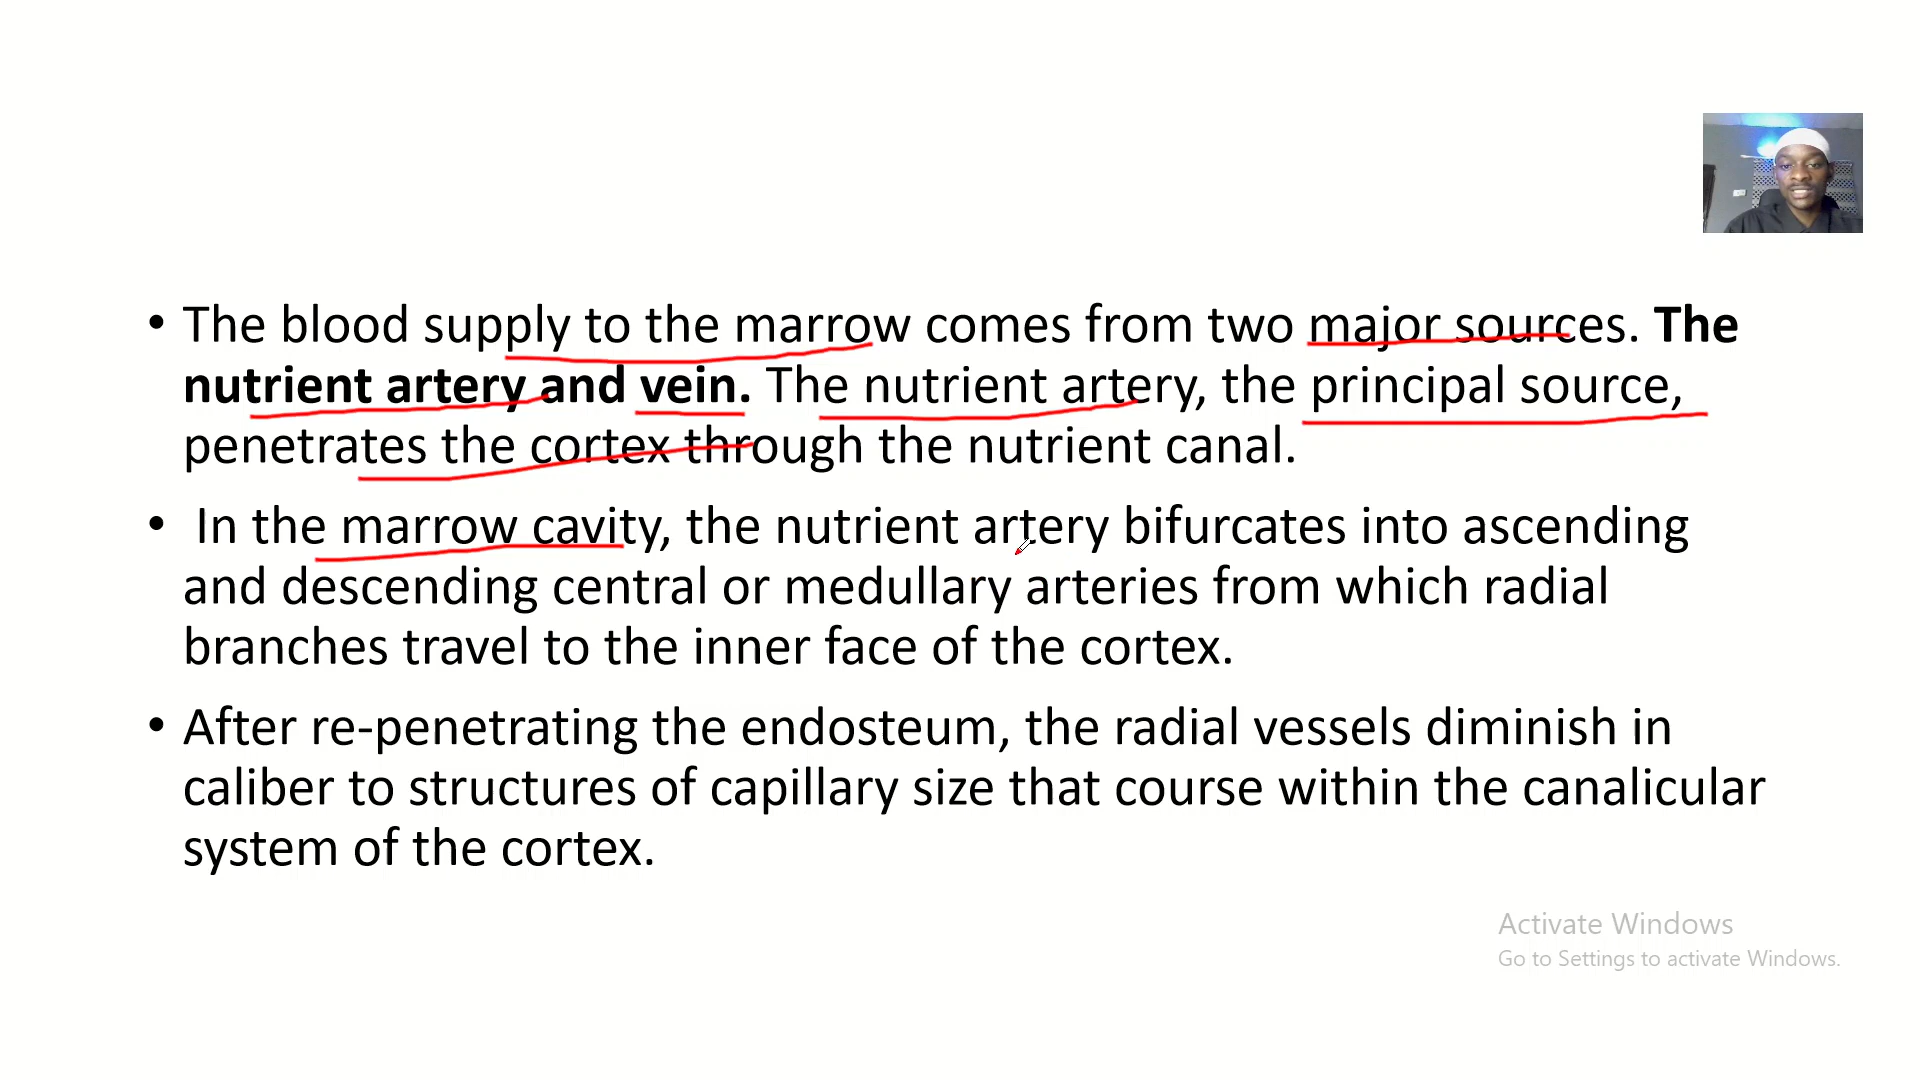 • The blood supply to the marrow comes from two major sources. The
nutrient artery and vein. The nutrient artery, the principal source,
penetrates the cortex through the nutrient canal.
• In the marrow cavity, the nutrient artery bifurcates into ascending
and descending central or medullary arteries from which radial
branches travel to the inner face of the cortex.
• After re-penetrating the endosteum, the radial vessels diminish in
caliber to structures of capillary size that course within the canalicular
system of the cortex.
Activate Windows
Go to Settings to activate Windows.